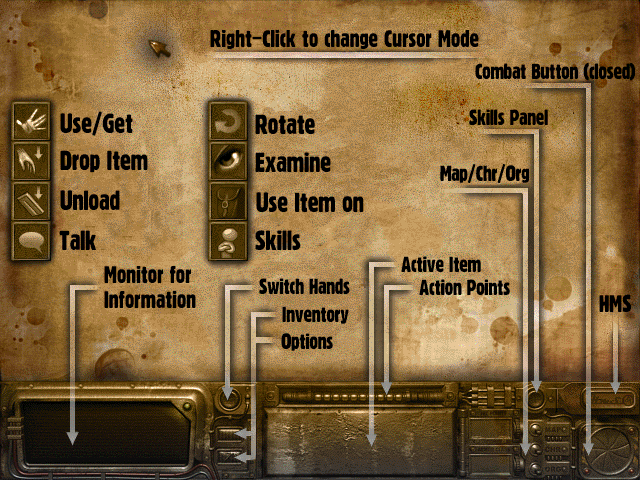 Right-Click to change Cursor Mode
Combat Button (closed)
Skills Panel
Map/Chr/Org
Use/Get
Drop Item
Unload
Talk
Rotate
Examine
Use Item on
Skills
Monitor for
Information
Switch Hands
Inventory
Options
Active Item
Action Points
HMS